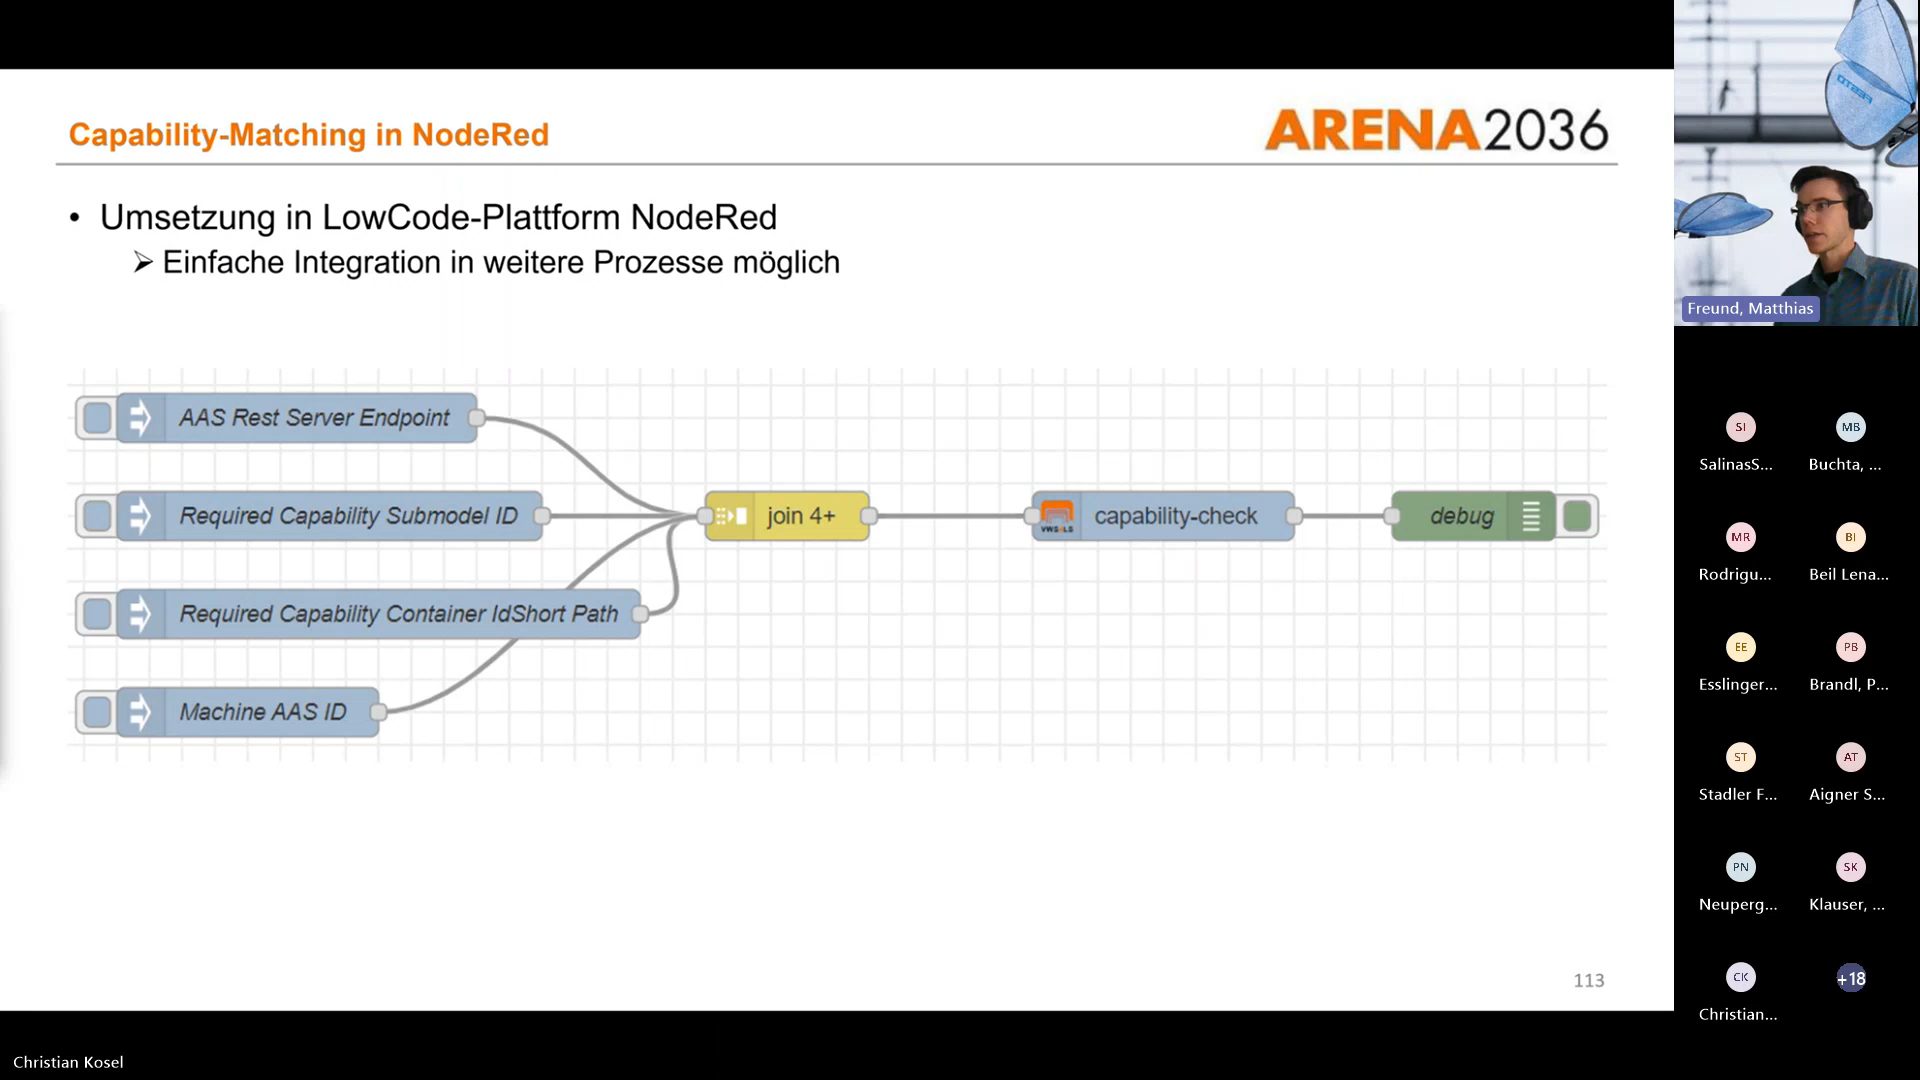 Capability-Matching in NodeRed
ARENA2036
• Umsetzung in LowCode-Plattform NodeRed
➢ Einfache Integration in weitere Prozesse möglich
AAS Rest Server Endpoint
Required Capability Submodel ID
Required Capability Container IdShort Path
Machine AAS ID
join 4+
VWS4LS
capability-check
debug
113
Christian Kosel
FESTO
Freund, Matthias
SI
MB
SalinasS...
Buchta, ...
MR
BI
Rodrigu...
Beil Lena...
EE
PB
Esslinger...
Brandl, P...
ST
AT
Stadler F...
Aigner S...
PN
SK
Neuperg...
Klauser, ...
CK
+18
Christian...